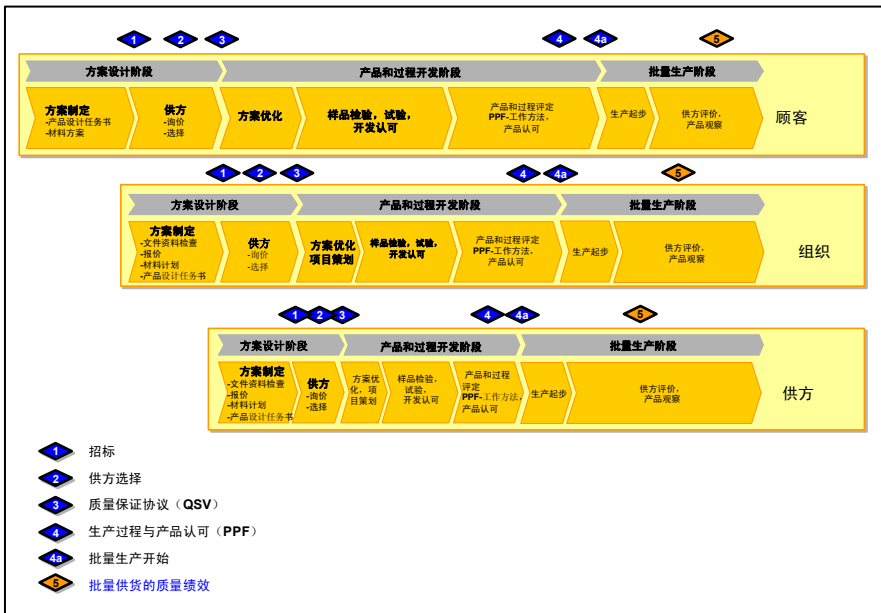 1 2 3 4 4a 5
方案设计阶段 产品和过程开发阶段 批量生产阶段
方案制定
-产品设计任务书
-材料方案
供方
-询价
-选择
方案优化
样品检验，试验，
开发认可
产品和过程评定
PPF-工作方法，
产品认可
生产起步
供方评价，
产品观察
顾客
1 2 3 4 4a 5
方案设计阶段 产品和过程开发阶段 批量生产阶段
方案制定
-文件资料检查
-报价
-材料计划
-产品设计任务书
供方
-询价
-选择
方案优化
项目策划
样品检验，试验，
开发认可
产品和过程评定
PPF-工作方法，
产品认可
生产起步
供方评价，
产品观察
组织
1 2 3 4 4a 5
方案设计阶段 产品和过程开发阶段 批量生产阶段
方案制定
-文件资料检查
-报价
-材料计划
-产品设计任务书
供方
-询价
-选择
方案优
化，项
目策划
样品检验，
试验，
开发认可
产品和过程
评定
PPF-工作方法，
产品认可
生产起步
供方评价，
产品观察
供方
1 招标
2 供方选择
3 质量保证协议（QSV）
4 生产过程与产品认可（PPF）
4a 批量生产开始
5 批量供货的质量绩效